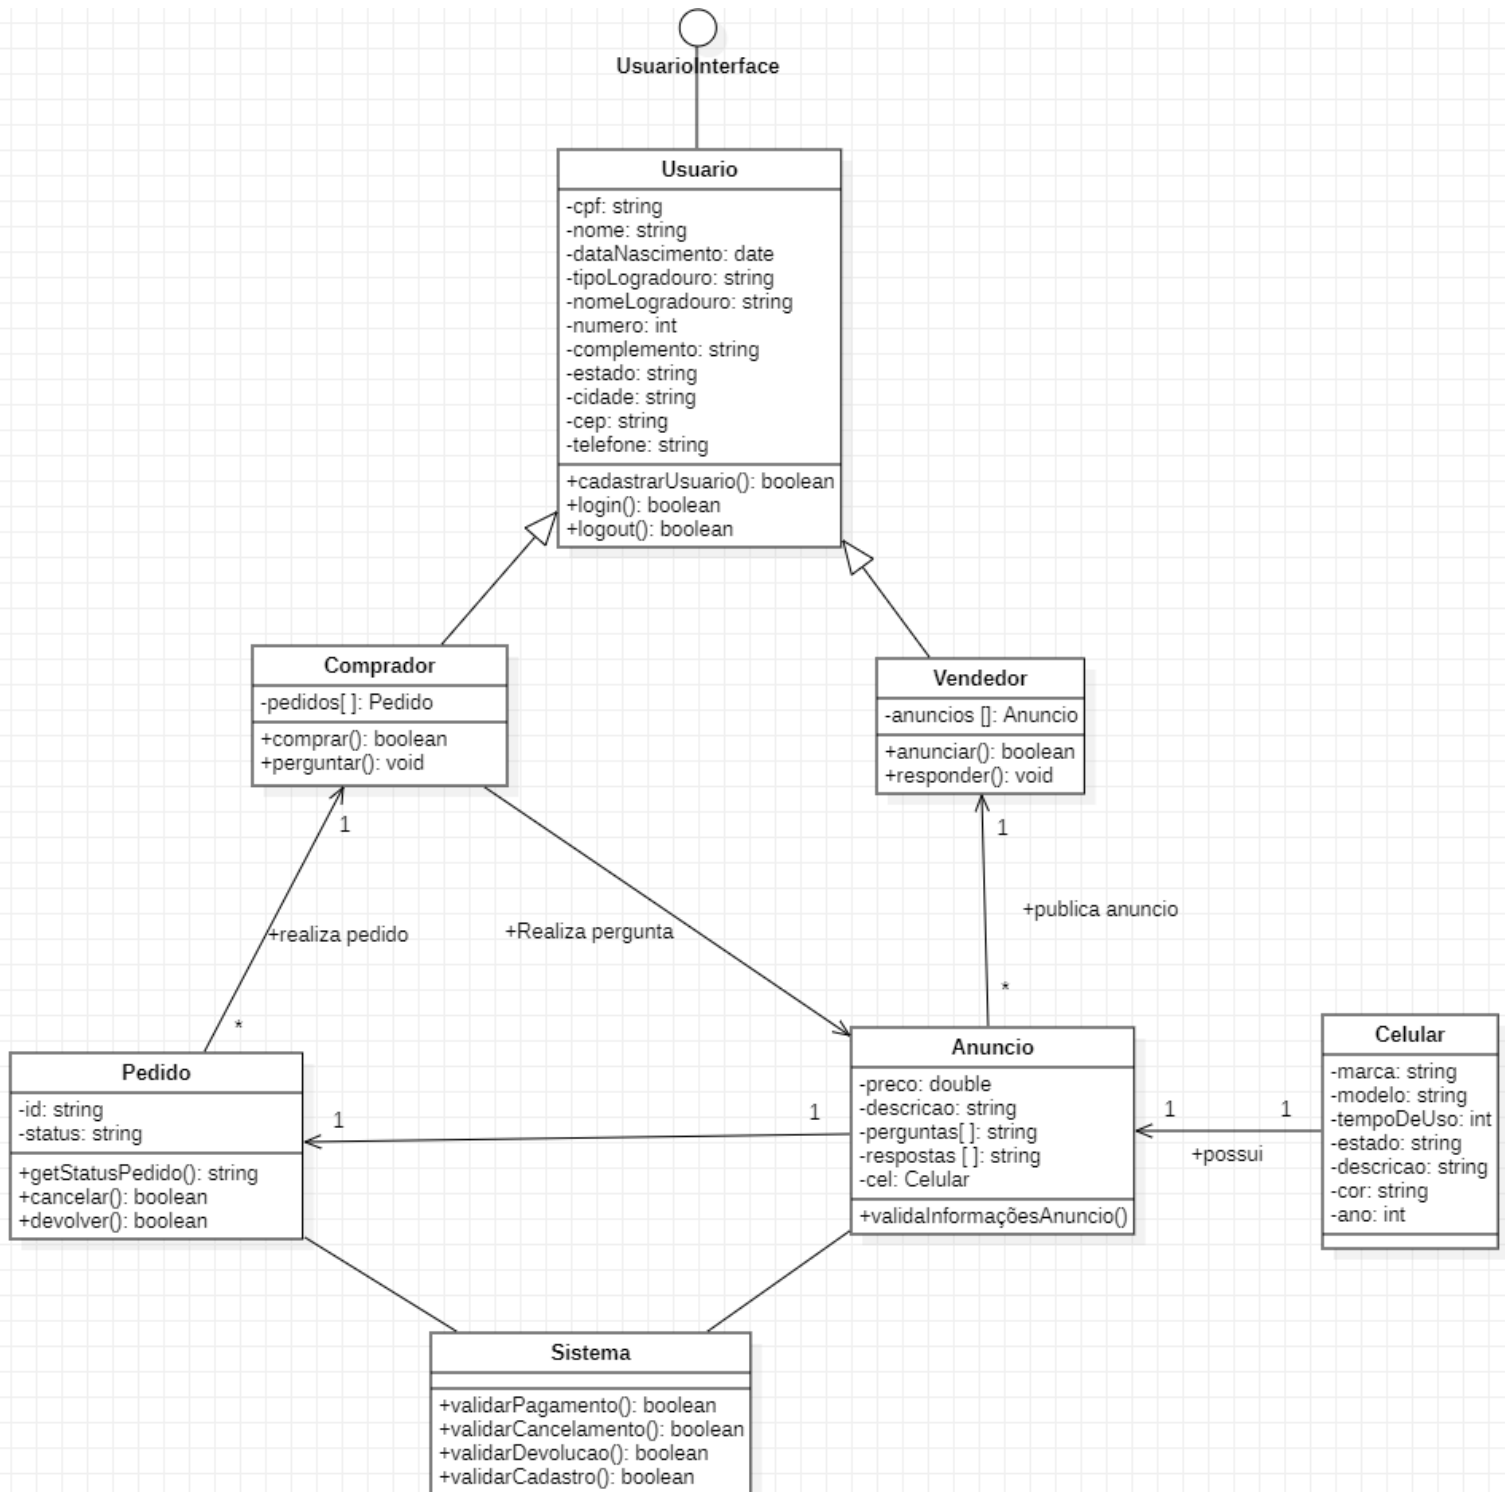 UsuarioInterface
Usuario
-cpf: string
-nome: string
-dataNascimento: date
-tipoLogradouro: string
-nomeLogradouro: string
-numero: int
-complemento: string
-estado: string
-cidade: string
-cep: string
-telefone: string
+cadastrarUsuario(): boolean
+login(): boolean
+logout(): boolean
Comprador
-pedidos[ ]: Pedido
+comprar(): boolean
+perguntar(): void
Vendedor
-anuncios []: Anuncio
+anunciar(): boolean
+responder(): void
1
1
+realiza pedido
+Realiza pergunta
+publica anuncio
*
*
Pedido
-id: string
-status: string
+getStatusPedido(): string
+cancelar(): boolean
+devolver(): boolean
1
1
Anuncio
-preco: double
-descricao: string
-perguntas[ ]: string
-respostas [ ]: string
-cel: Celular
+validaInformaçõesAnuncio()
1
1
+possui
Celular
-marca: string
-modelo: string
-tempoDeUso: int
-estado: string
-descricao: string
-cor: string
-ano: int
Sistema
+validarPagamento(): boolean
+validarCancelamento(): boolean
+validarDevolucao(): boolean
+validarCadastro(): boolean